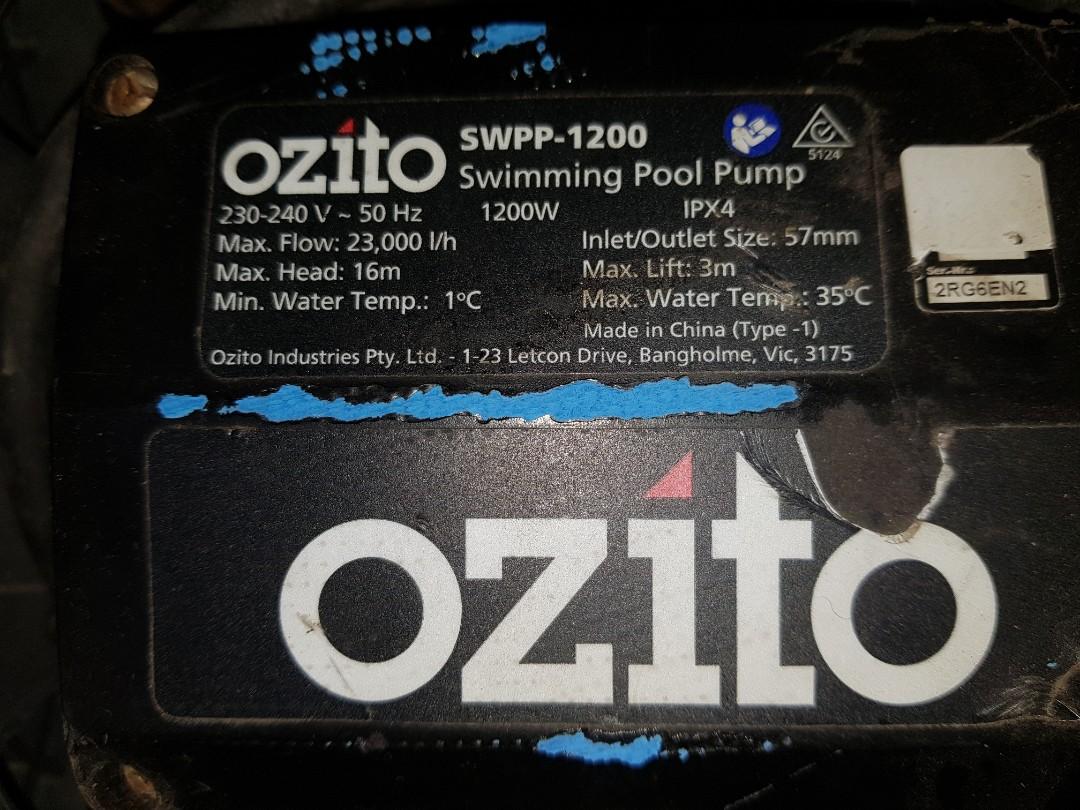 ozito
SWPP-1200
Swimming Pool Pump
5124
230-240 V ~ 50 Hz 1200W IPX4
Max. Flow: 23,000 l/h Inlet/Outlet Size: 57mm
Max. Head: 16m Max. Lift: 3m
Min. Water Temp.: 1°C Max. Water Temp.: 35°C
Made in China (Type -1)
Ozito Industries Pty. Ltd. - 1-23 Letcon Drive, Bangholme, Vic, 3175
Ser.-Nr.:
2RG6EN2
ozito